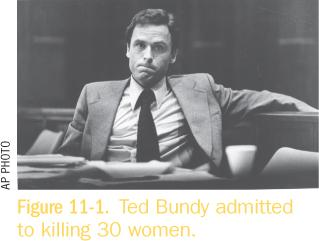 AP PHOTO
Figure 11-1. Ted Bundy admitted
to killing 30 women.